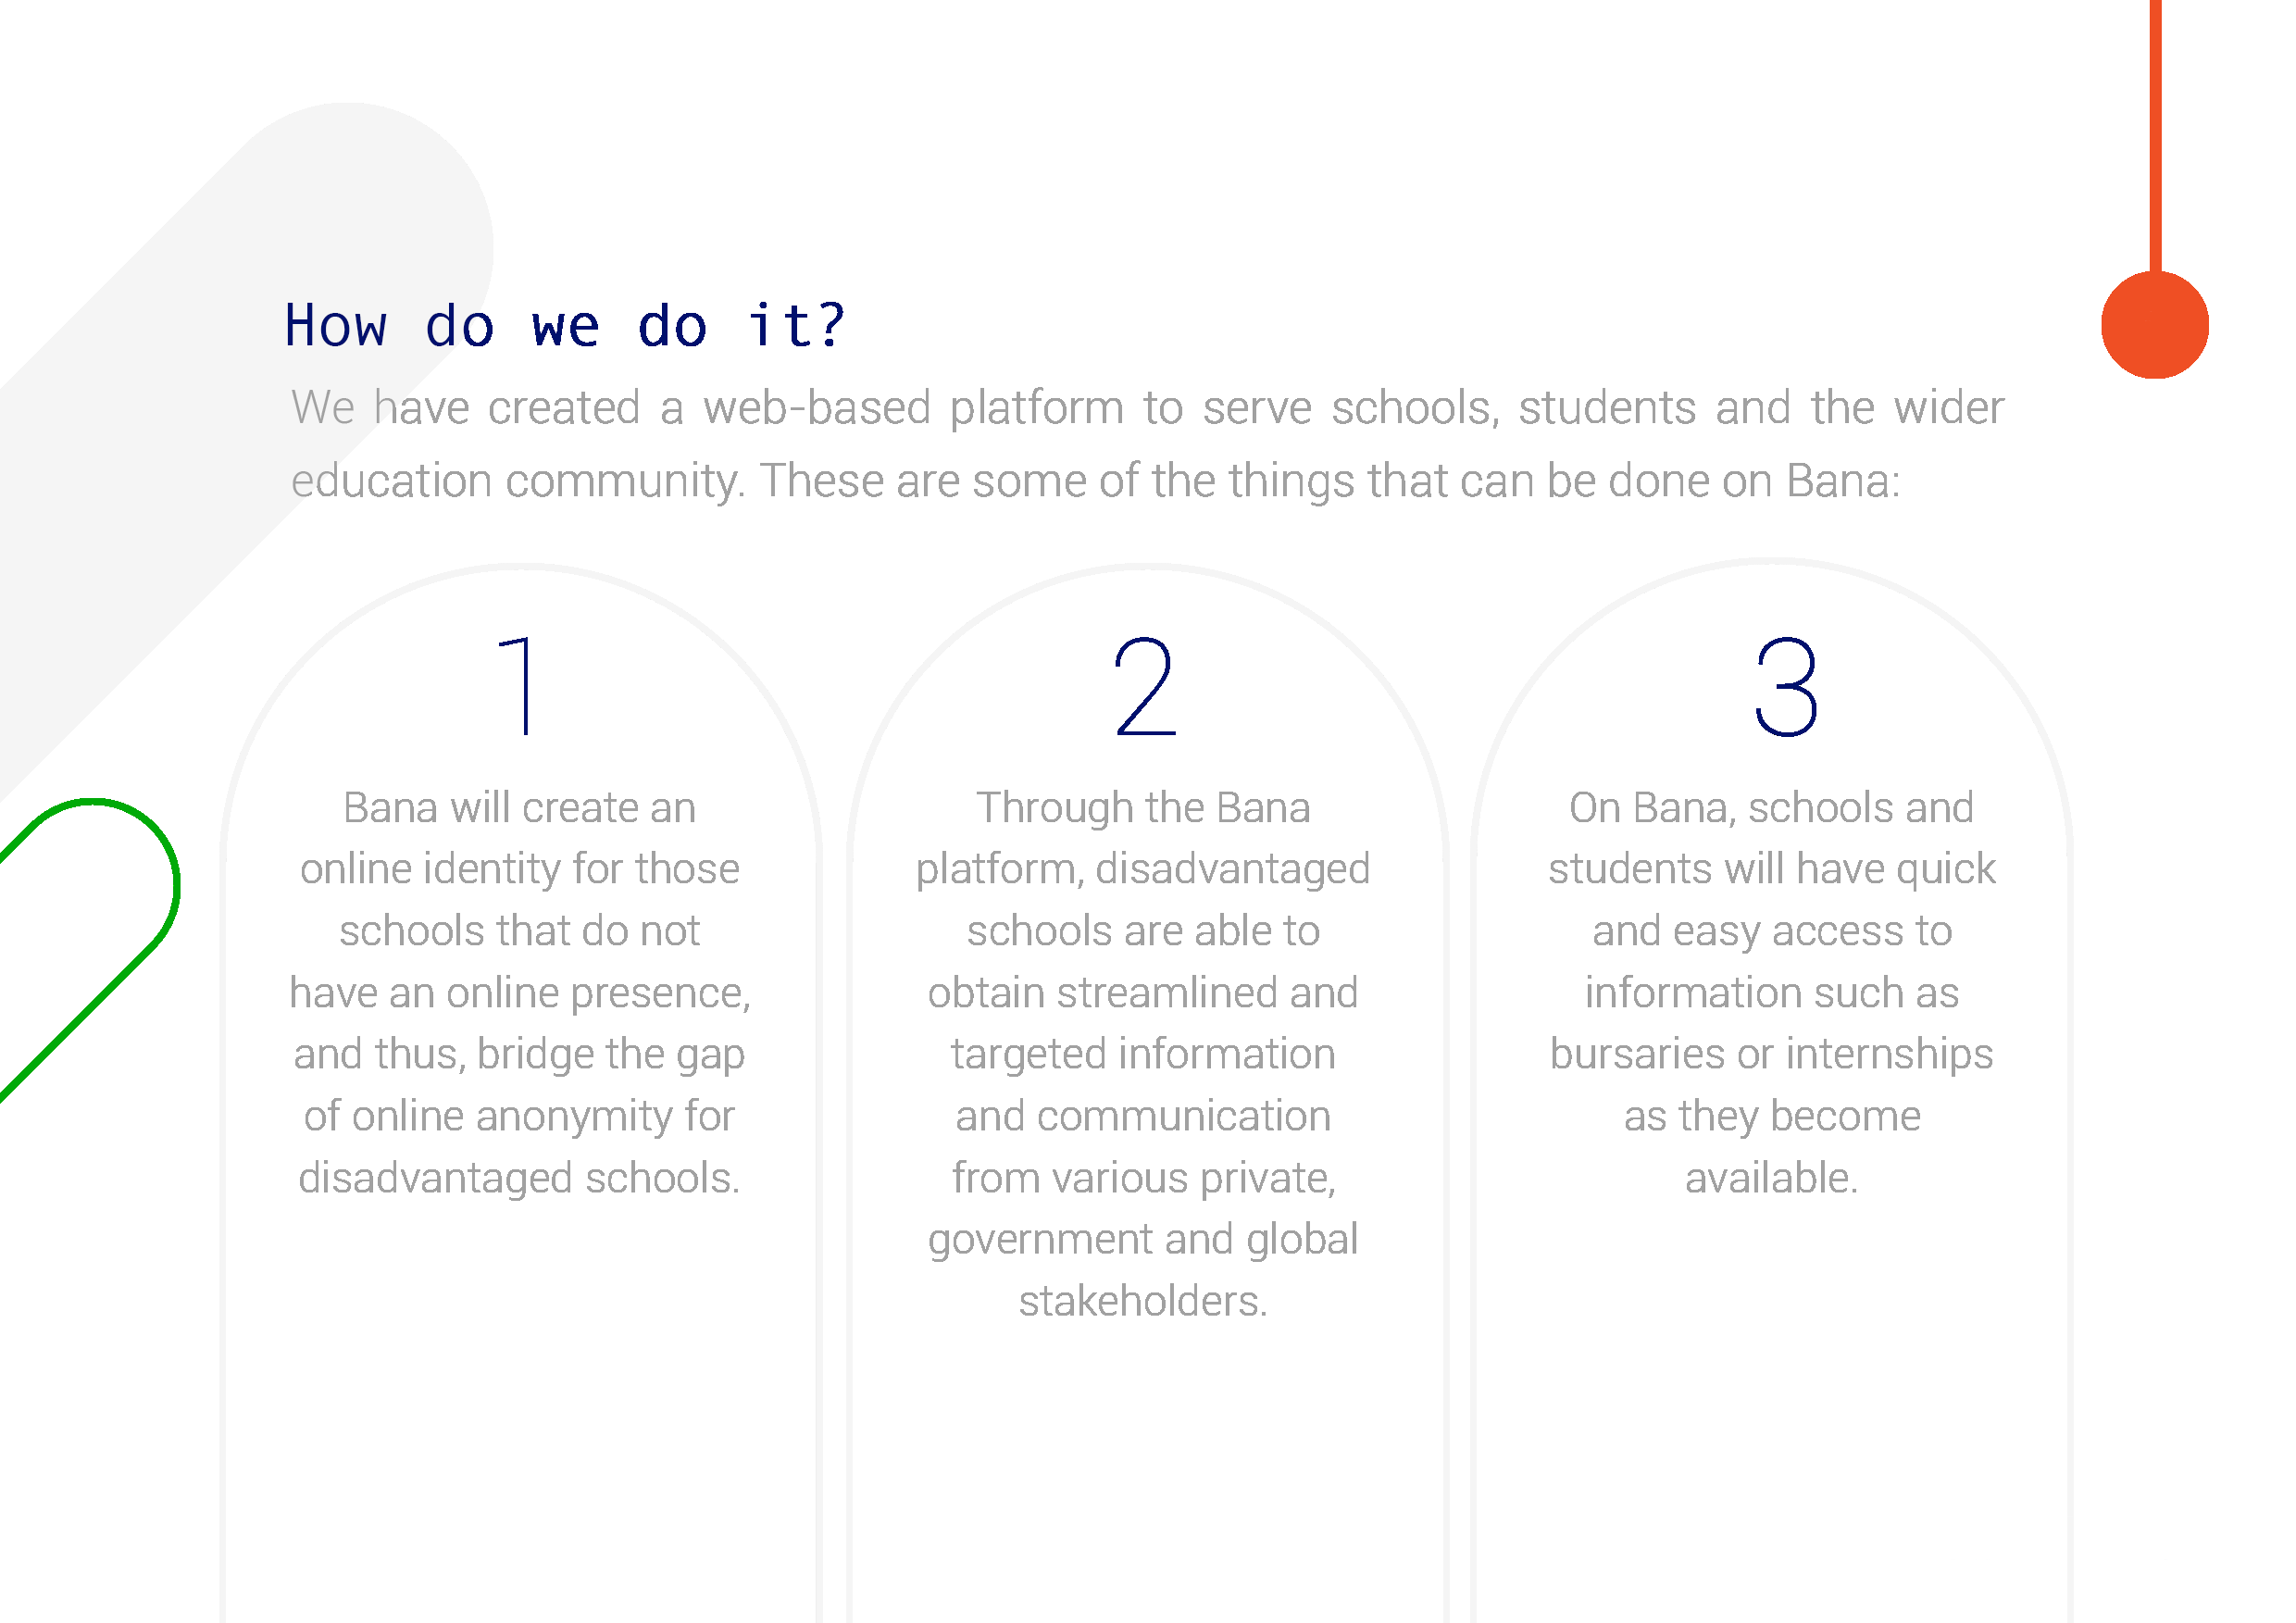 How do we do it?
We have created a web-based platform to serve schools, students and the wider
education community. These are some of the things that can be done on Bana:
1
Bana will create an
online identity for those
schools that do not
have an online presence,
and thus, bridge the gap
of online anonymity for
disadvantaged schools.
2
Through the Bana
platform, disadvantaged
schools are able to
obtain streamlined and
targeted information
and communication
from various private,
government and global
stakeholders.
3
On Bana, schools and
students will have quick
and easy access to
information such as
bursaries or internships
as they become
available.